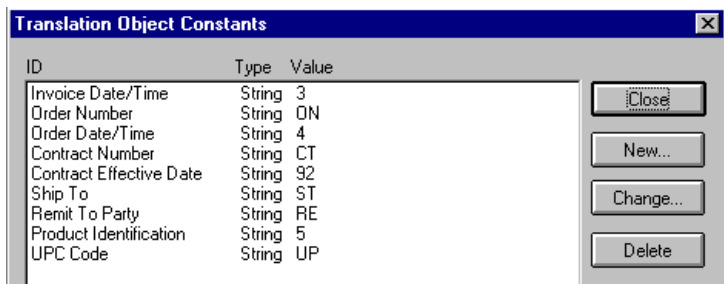 Translation Object Constants
ID Type Value
Invoice Date/Time String 3
Order Number String ON
Order Date/Time String 4
Contract Number String CT
Contract Effective Date String 92
Ship To String ST
Remit To Party String RE
Product Identification String 5
UPC Code String UP
Close
New...
Change...
Delete